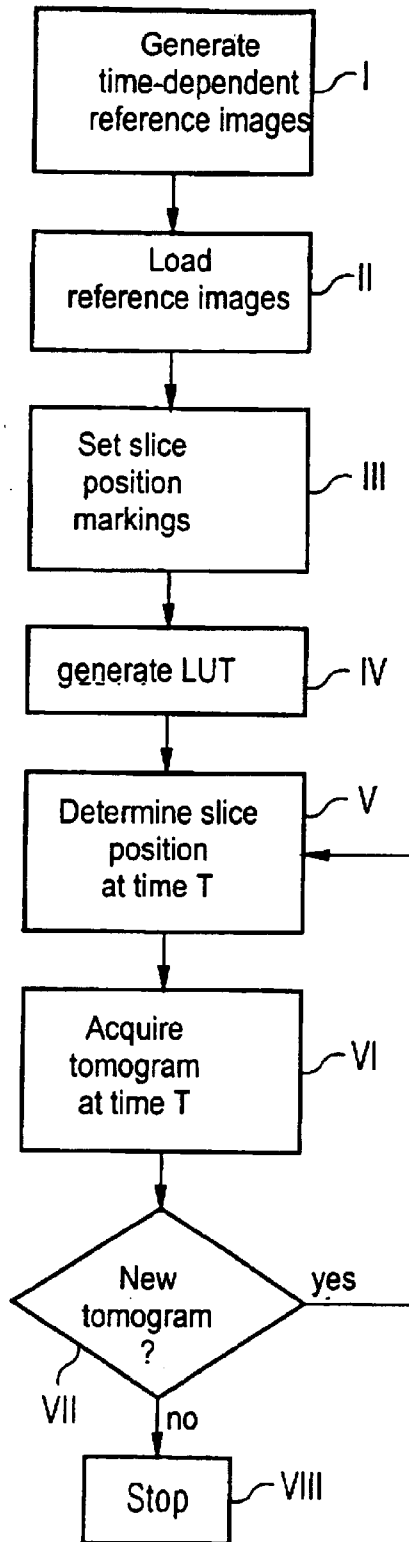 Generate
time-dependent
reference images
I
Load
reference images
II
Set slice
position
markings
III
generate LUT
IV
Determine slice
position
at time T
V
Acquire
tomogram
at time T
VI
New
tomogram
?
yes
VII
no
Stop
VIII